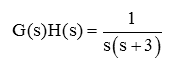 G(s)H(s) = 1 / s(s+3)